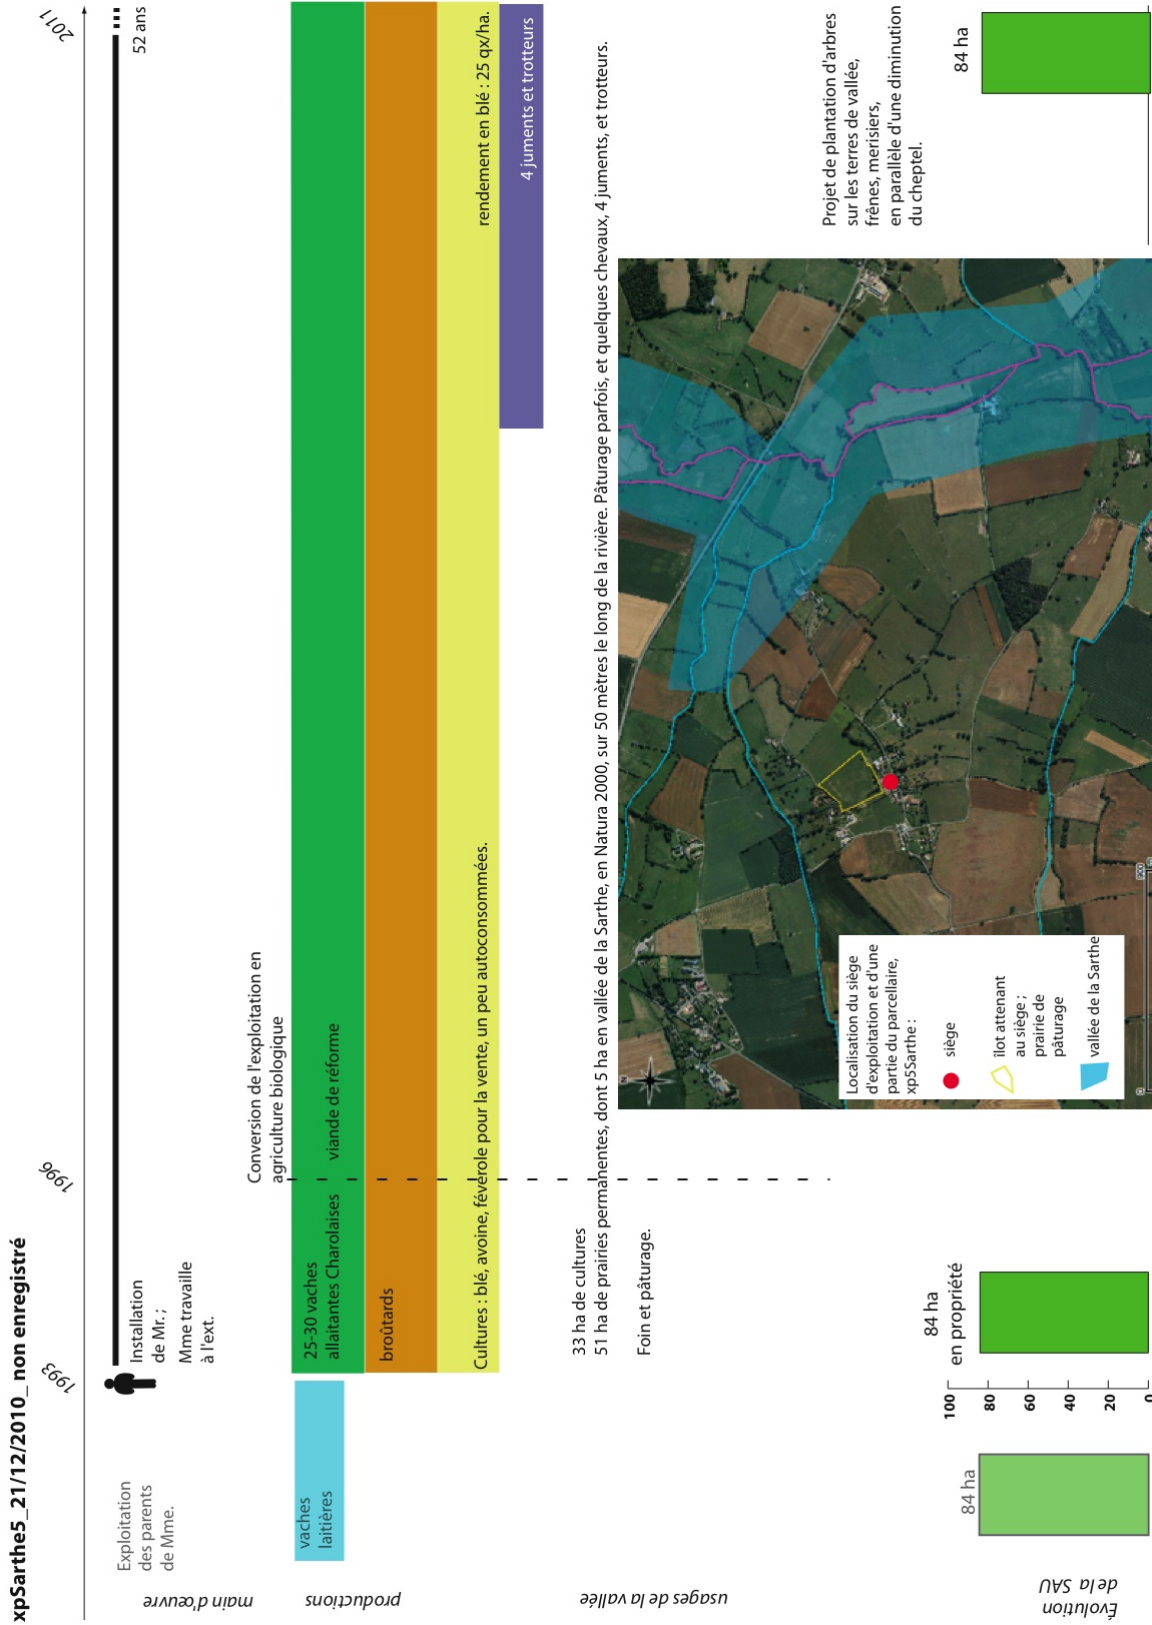 xpSarthe5_21/12/2010_ non enregistré
1993
1996
2011
main d'œuvre
Exploitation
des parents
de Mme.
Installation
de Mr. ;
Mme travaille
à l'ext.
52 ans
productions
vaches
laitières
Conversion de l'exploitation en
agriculture biologique
25-30 vaches
allaitantes Charolaises
viande de réforme
broûtards
Cultures : blé, avoine, féverole pour la vente, un peu autoconsommées.
rendement en blé : 25 qx/ha.
4 juments et trotteurs
usages de la vallée
33 ha de cultures
51 ha de prairies permanentes, dont 5 ha en vallée de la Sarthe, en Natura 2000, sur 50 mètres le long de la rivière. Pâturage parfois, et quelques chevaux, 4 juments, et trotteurs.
Foin et pâturage.
N
Localisation du siège
d'exploitation et d'une
partie du parcellaire,
xp5Sarthe :
siège
îlot attenant
au siège ;
prairie de
pâturage
vallée de la Sarthe
0
Projet de plantation d'arbres
sur les terres de vallée,
frênes, merisiers,
en parallèle d'une diminution
du cheptel.
Évolution
de la SAU
84 ha
100
80
60
40
20
0
84 ha
en propriété
84 ha